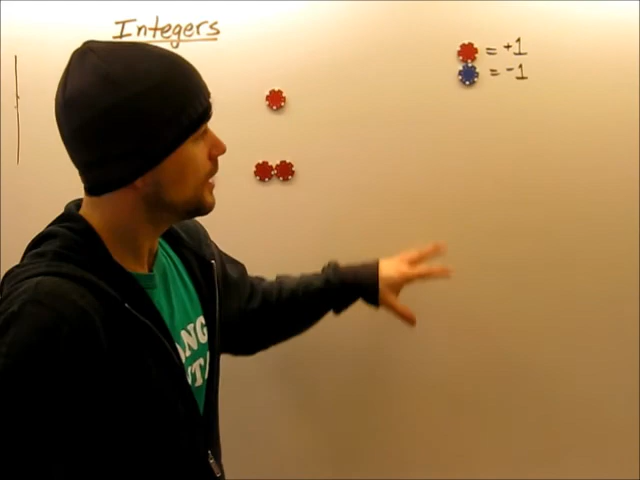 Integers
= +1
= -1